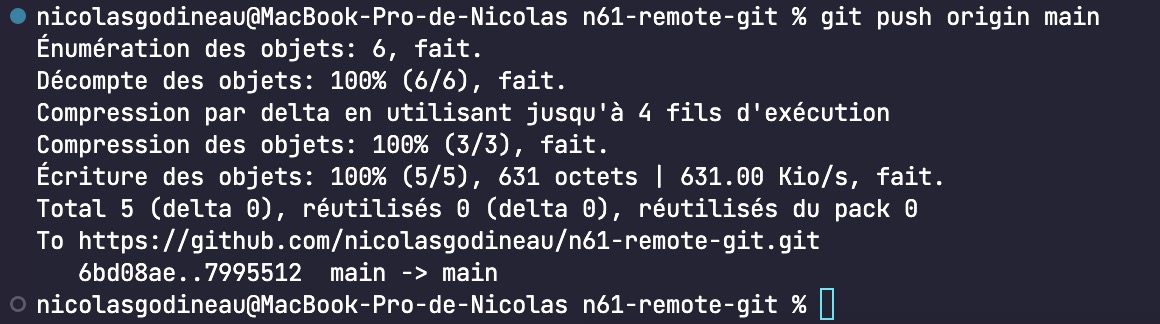 nicolasgodineau@MacBook-Pro-de-Nicolas n61-remote-git % git push origin main
Énumération des objets: 6, fait.
Décompte des objets: 100% (6/6), fait.
Compression par delta en utilisant jusqu'à 4 fils d'exécution
Compression des objets: 100% (3/3), fait.
Écriture des objets: 100% (5/5), 631 octets | 631.00 Kio/s, fait.
Total 5 (delta 0), réutilisés 0 (delta 0), réutilisés du pack 0
To https://github.com/nicolasgodineau/n61-remote-git.git
   6bd08ae..7995512  main -> main
nicolasgodineau@MacBook-Pro-de-Nicolas n61-remote-git %